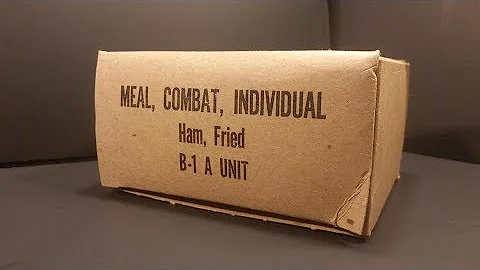 MEAL, COMBAT, INDIVIDUAL
Ham, Fried
B-1 A UNIT